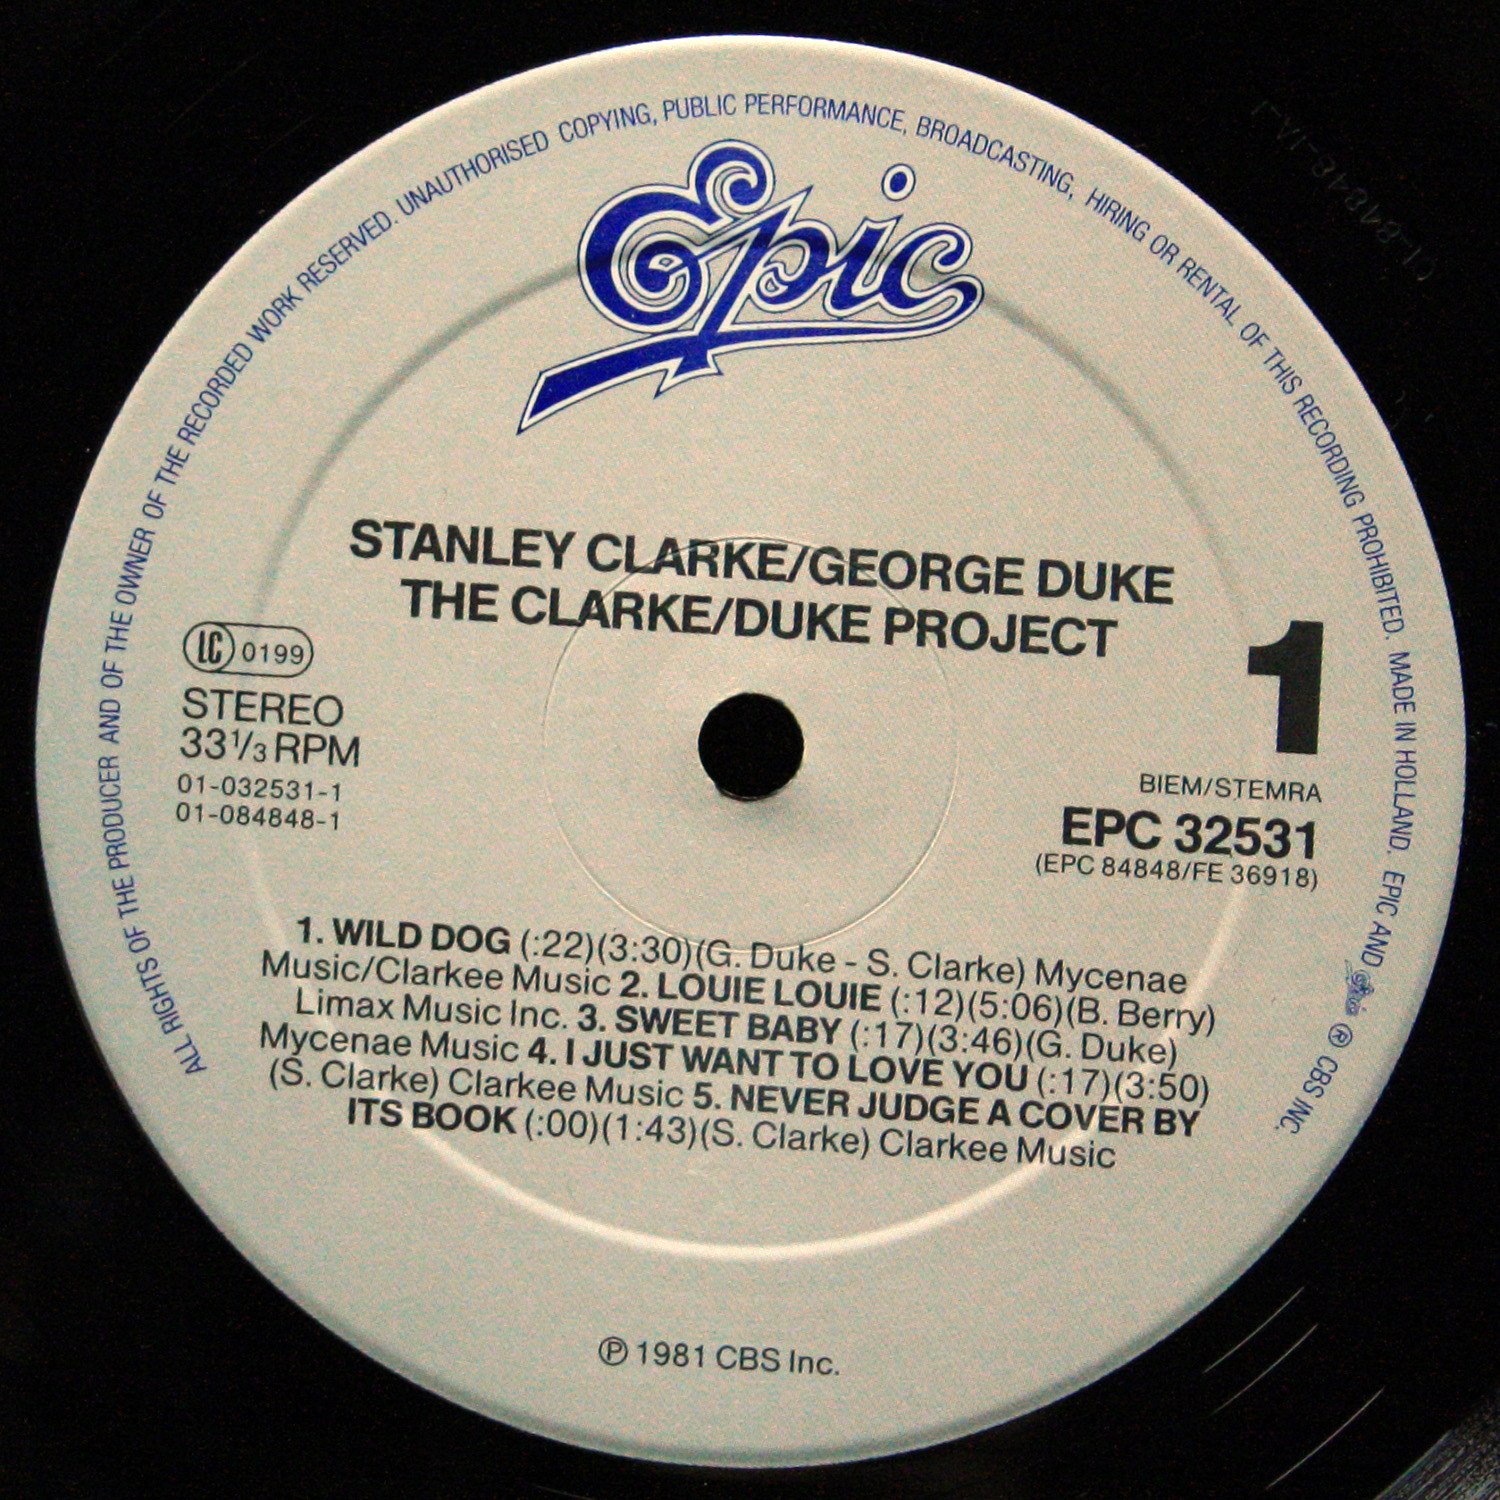 ALL RIGHTS OF THE PRODUCER AND OF THE OWNER OF THE RECORDED WORK RESERVED. UNAUTHORISED COPYING, PUBLIC PERFORMANCE, BROADCASTING, HIRING OR RENTAL OF THIS RECORDING PROHIBITED. MADE IN HOLLAND. EPIC AND Epic ® CBS INC.
Epic
STANLEY CLARKE/GEORGE DUKE
THE CLARKE/DUKE PROJECT
LC 0199
STEREO
33 1/3 RPM
01-032531-1
01-084848-1
1
BIEM/STEMRA
EPC 32531
(EPC 84848/FE 36918)
1. WILD DOG (:22)(3:30)(G. Duke - S. Clarke) Mycenae
Music/Clarkee Music 2. LOUIE LOUIE (:12)(5:06)(B. Berry)
Limax Music Inc. 3. SWEET BABY (:17)(3:46)(G. Duke)
Mycenae Music 4. I JUST WANT TO LOVE YOU (:17)(3:50)
(S. Clarke) Clarkee Music 5. NEVER JUDGE A COVER BY
ITS BOOK (:00)(1:43)(S. Clarke) Clarkee Music
℗ 1981 CBS Inc.